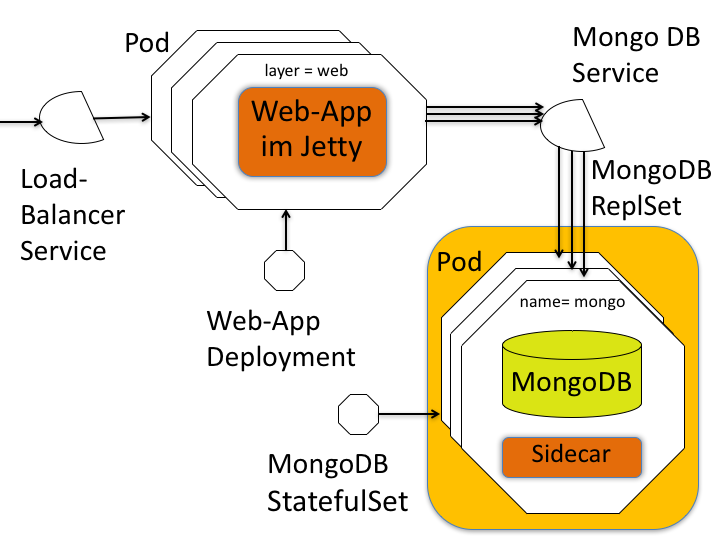 Pod
layer = web
Web-App
im Jetty
Mongo DB
Service
Load-
Balancer
Service
MongoDB
ReplSet
Pod
name= mongo
MongoDB
Sidecar
Web-App
Deployment
MongoDB
StatefulSet